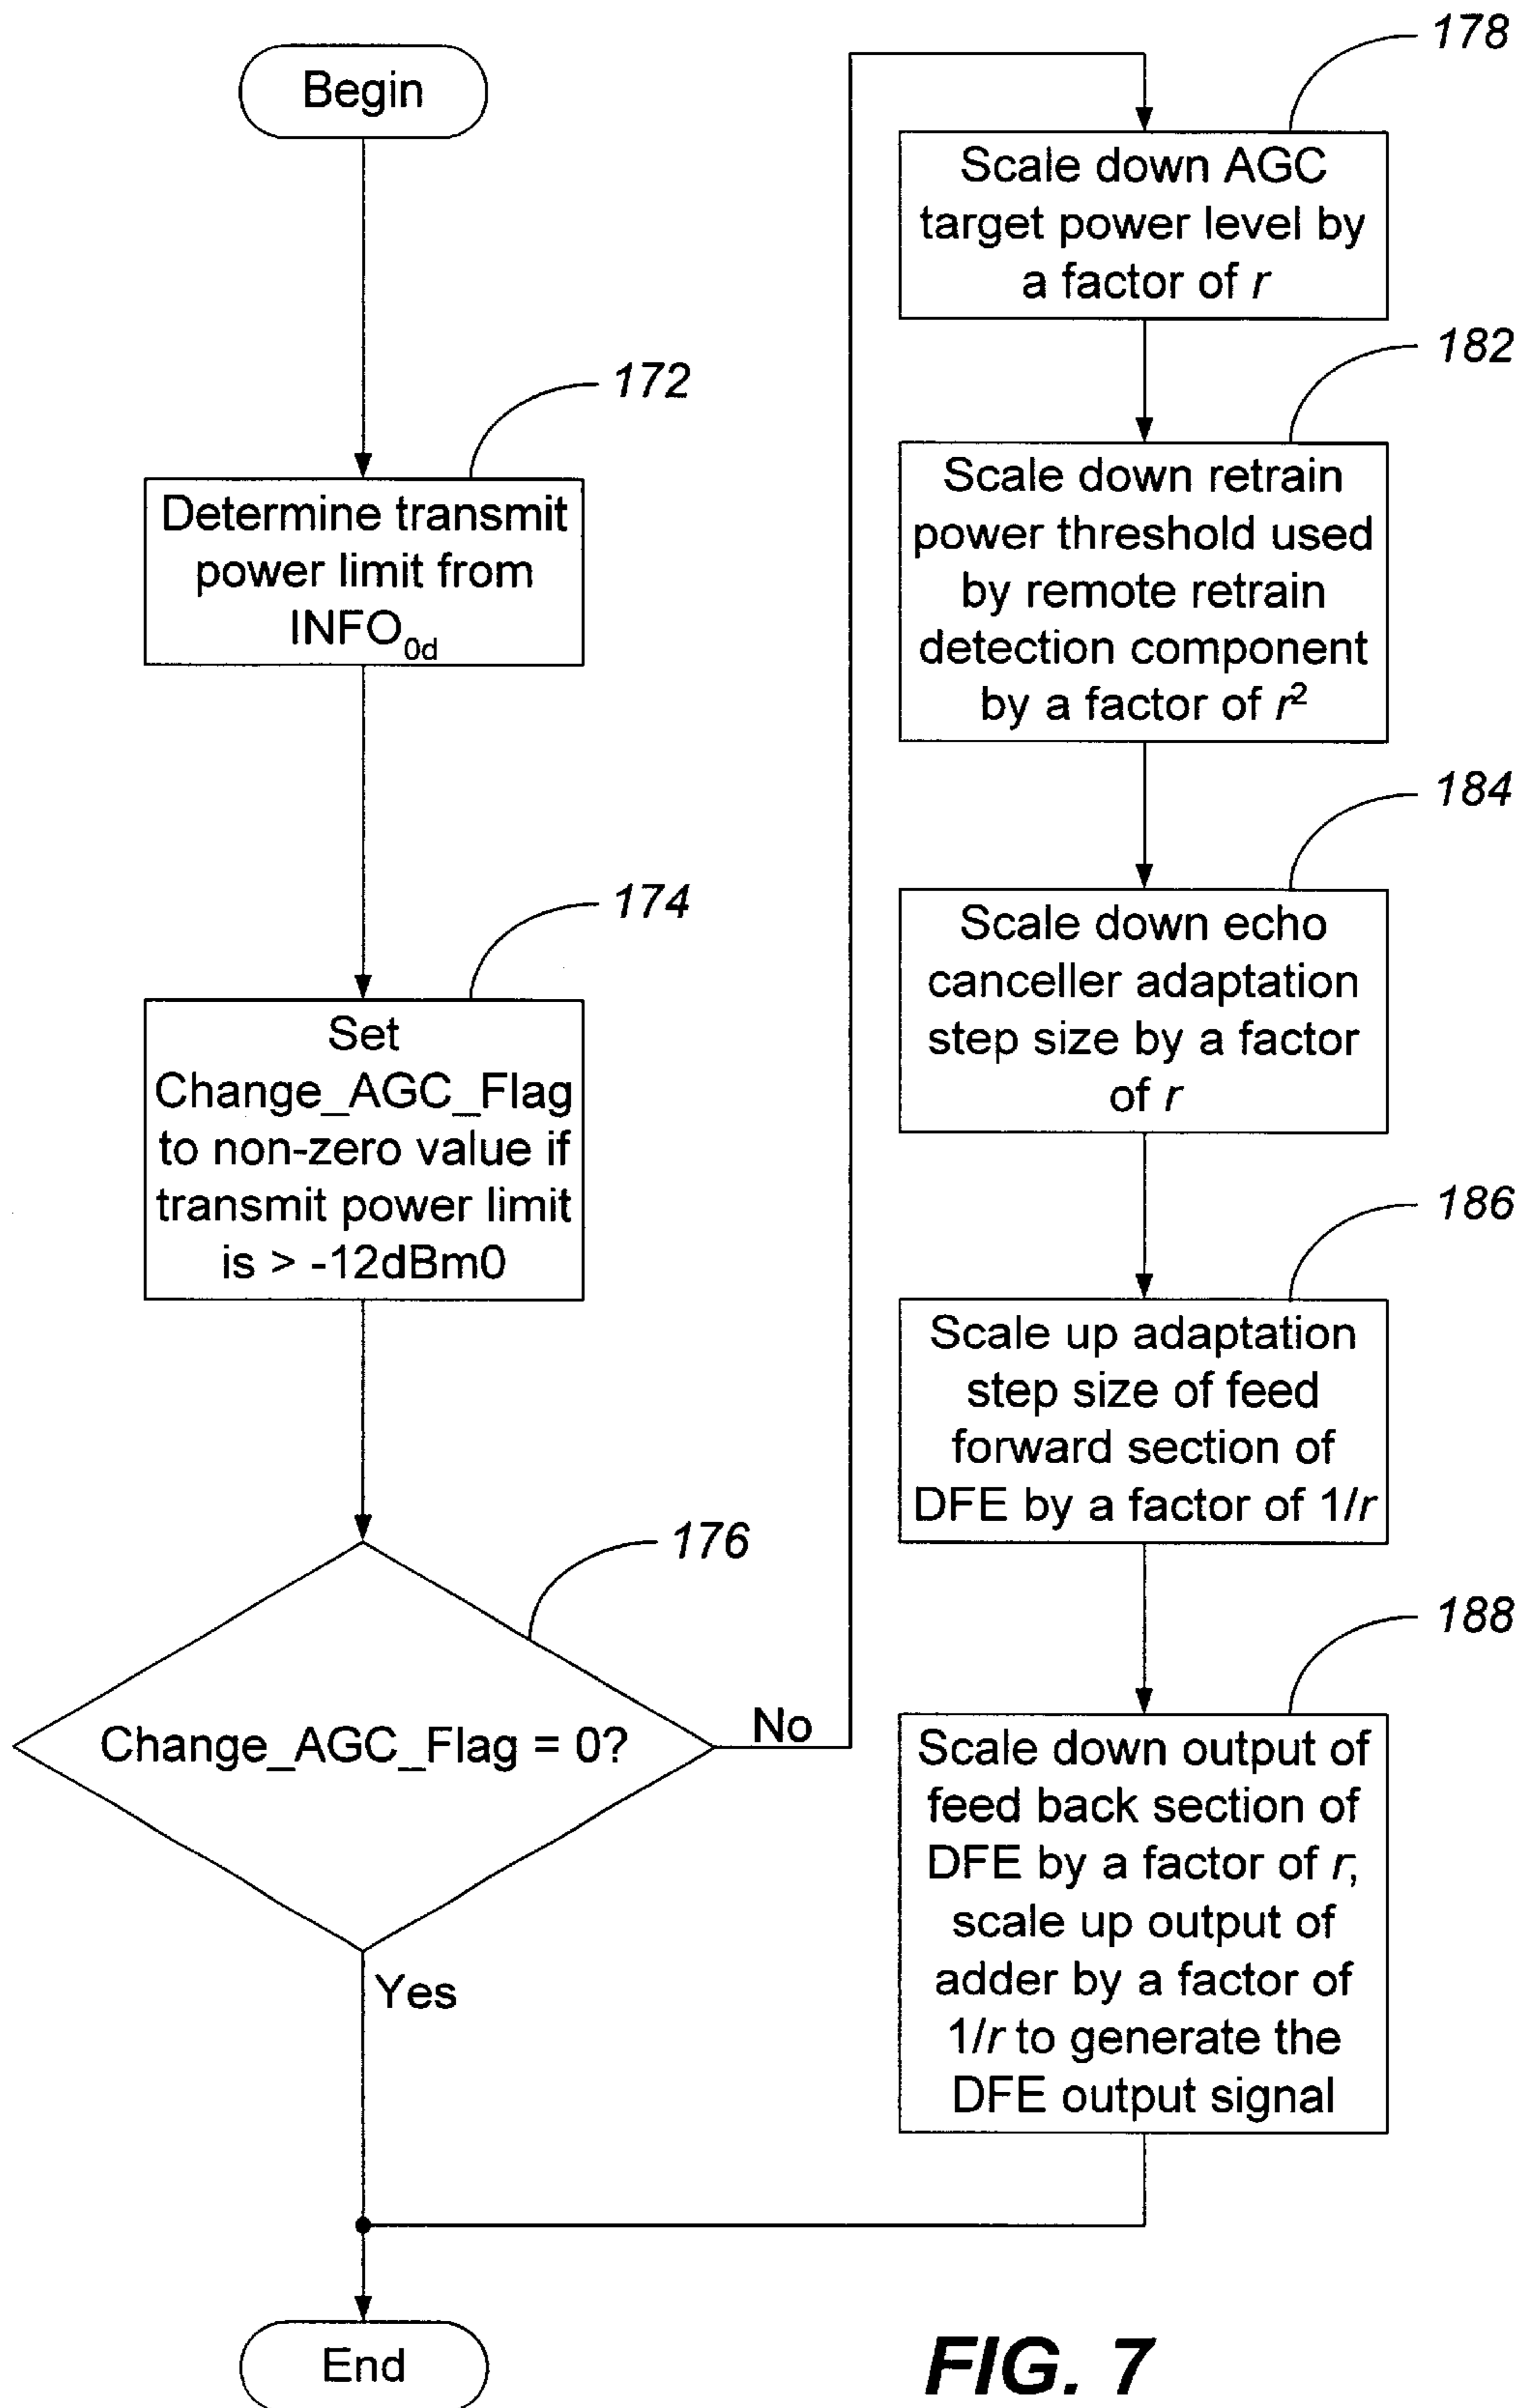 Begin
172
Determine transmit
power limit from
INFO0d
174
Set
Change_AGC_Flag
to non-zero value if
transmit power limit
is > -12dBm0
176
Change_AGC_Flag = 0?
No
Yes
178
Scale down AGC
target power level by
a factor of r
182
Scale down retrain
power threshold used
by remote retrain
detection component
by a factor of r²
184
Scale down echo
canceller adaptation
step size by a factor
of r
186
Scale up adaptation
step size of feed
forward section of
DFE by a factor of 1/r
188
Scale down output of
feed back section of
DFE by a factor of r;
scale up output of
adder by a factor of
1/r to generate the
DFE output signal
End
FIG. 7